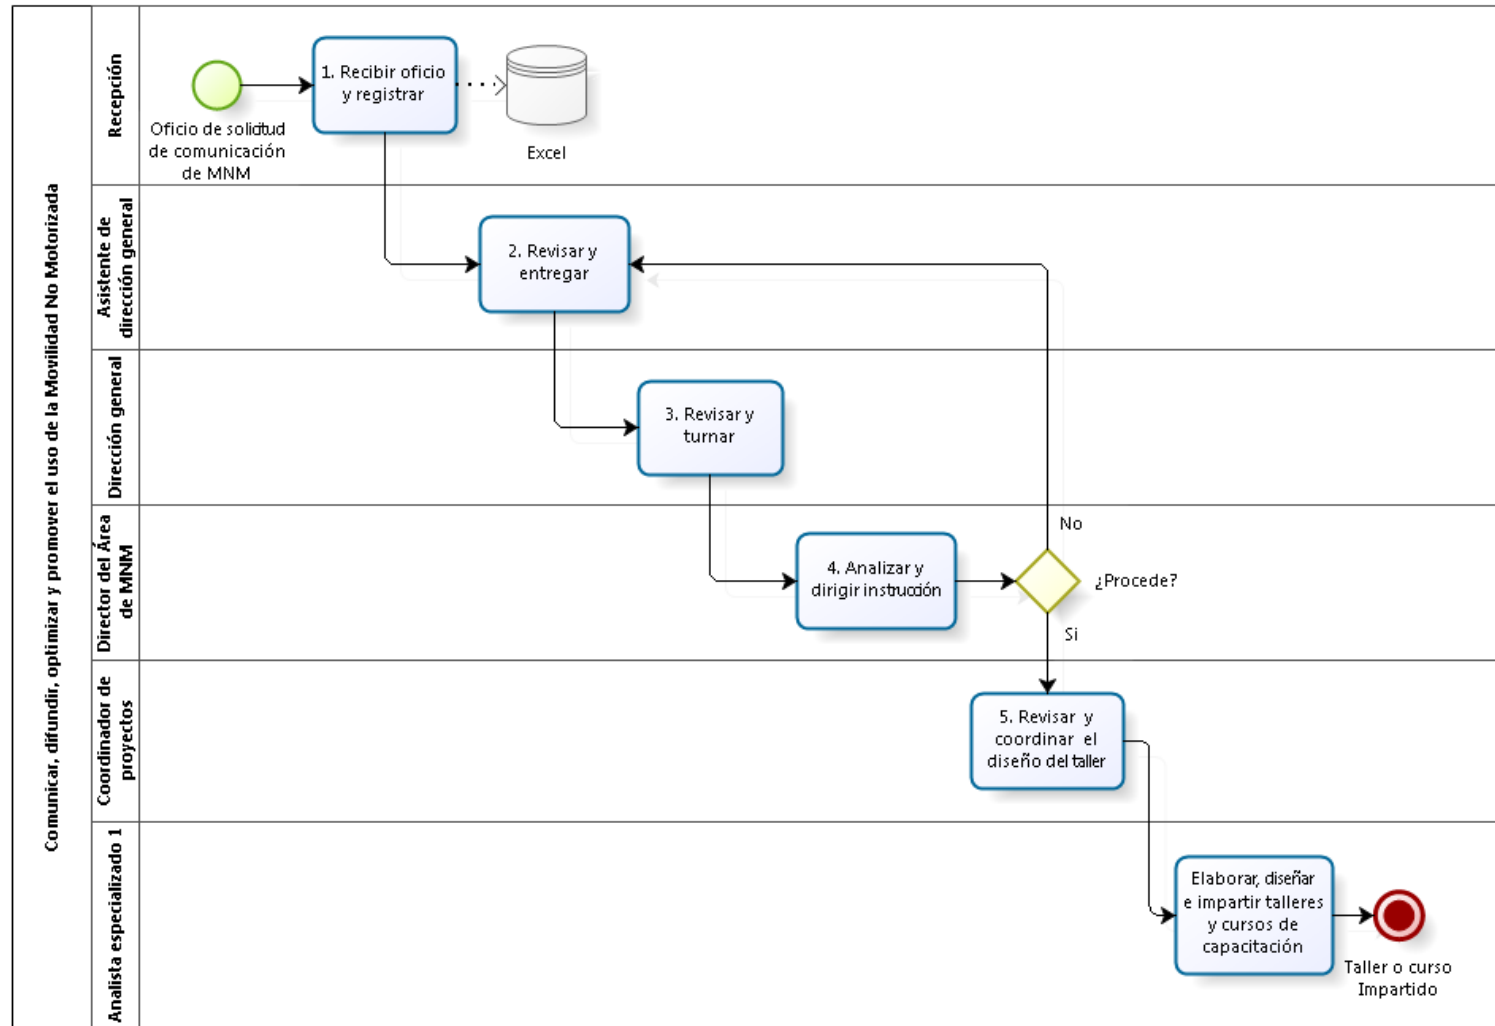 Comunicar, difundir, optimizar y promover el uso de la Movilidad No Motorizada
Recepción
Oficio de solicitud
de comunicación
de MNM
1. Recibir oficio
y registrar
Excel
Asistente de
dirección general
2. Revisar y
entregar
Dirección general
3. Revisar y
turnar
Director del Área
de MNM
4. Analizar y
dirigir instrucción
No
¿Procede?
Si
Coordinador de
proyectos
5. Revisar y
coordinar el
diseño del taller
Analista especializado 1
Elaborar, diseñar
e impartir talleres
y cursos de
capacitación
Taller o curso
Impartido